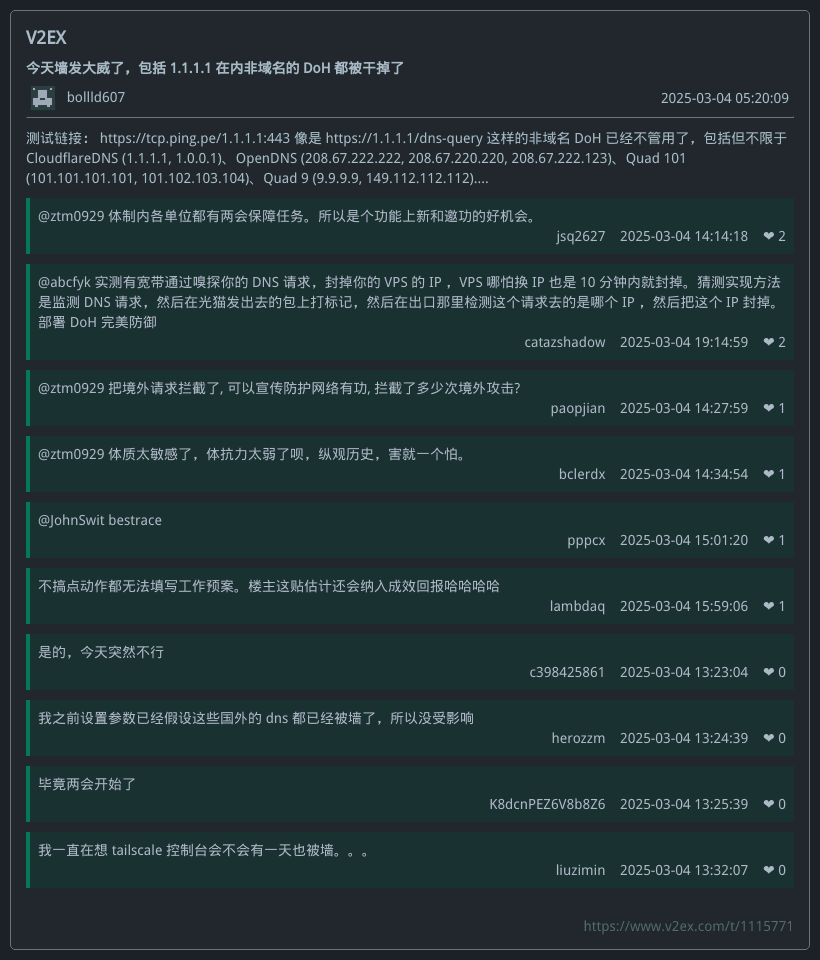 V2EX
今天墙发大威了，包括 1.1.1.1 在内非域名的 DoH 都被干掉了
bollld607
2025-03-04 05:20:09
测试链接： https://tcp.ping.pe/1.1.1.1:443 像是 https://1.1.1.1/dns-query 这样的非域名 DoH 已经不管用了，包括但不限于
CloudflareDNS (1.1.1.1, 1.0.0.1)、OpenDNS (208.67.222.222, 208.67.220.220, 208.67.222.123)、Quad 101
(101.101.101.101, 101.102.103.104)、Quad 9 (9.9.9.9, 149.112.112.112)....
@ztm0929 体制内各单位都有两会保障任务。所以是个功能上新和邀功的好机会。
jsq2627 2025-03-04 14:14:18 ❤ 2
@abcfyk 实测有宽带通过嗅探你的 DNS 请求，封掉你的 VPS 的 IP ，VPS 哪怕换 IP 也是 10 分钟内就封掉。猜测实现方法
是监测 DNS 请求，然后在光猫发出去的包上打标记，然后在出口那里检测这个请求去的是哪个 IP ，然后把这个 IP 封掉。
部署 DoH 完美防御
catazshadow 2025-03-04 19:14:59 ❤ 2
@ztm0929 把境外请求拦截了, 可以宣传防护网络有功, 拦截了多少次境外攻击?
paopjian 2025-03-04 14:27:59 ❤ 1
@ztm0929 体质太敏感了，体抗力太弱了呗，纵观历史，害就一个怕。
bclerdx 2025-03-04 14:34:54 ❤ 1
@JohnSwit bestrace
pppcx 2025-03-04 15:01:20 ❤ 1
不搞点动作都无法填写工作预案。楼主这贴估计还会纳入成效回报哈哈哈哈
lambdaq 2025-03-04 15:59:06 ❤ 1
是的，今天突然不行
c398425861 2025-03-04 13:23:04 ❤ 0
我之前设置参数已经假设这些国外的 dns 都已经被墙了，所以没受影响
herozzm 2025-03-04 13:24:39 ❤ 0
毕竟两会开始了
K8dcnPEZ6V8b8Z6 2025-03-04 13:25:39 ❤ 0
我一直在想 tailscale 控制台会不会有一天也被墙。。。
liuzimin 2025-03-04 13:32:07 ❤ 0
https://www.v2ex.com/t/1115771